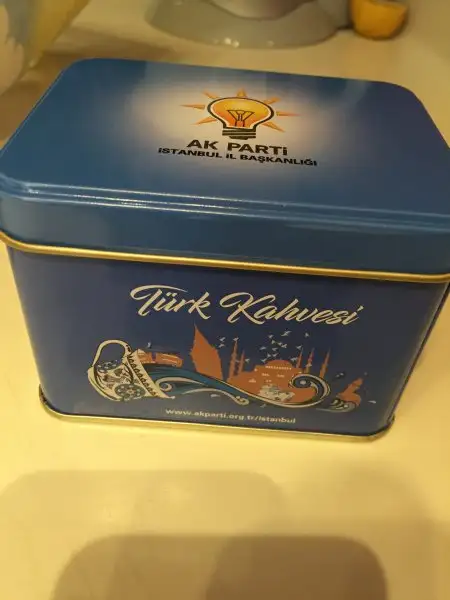 AK PARTİ
İSTANBUL İL BAŞKANLIĞI
Türk Kahvesi
www.akparti.org.tr/istanbul